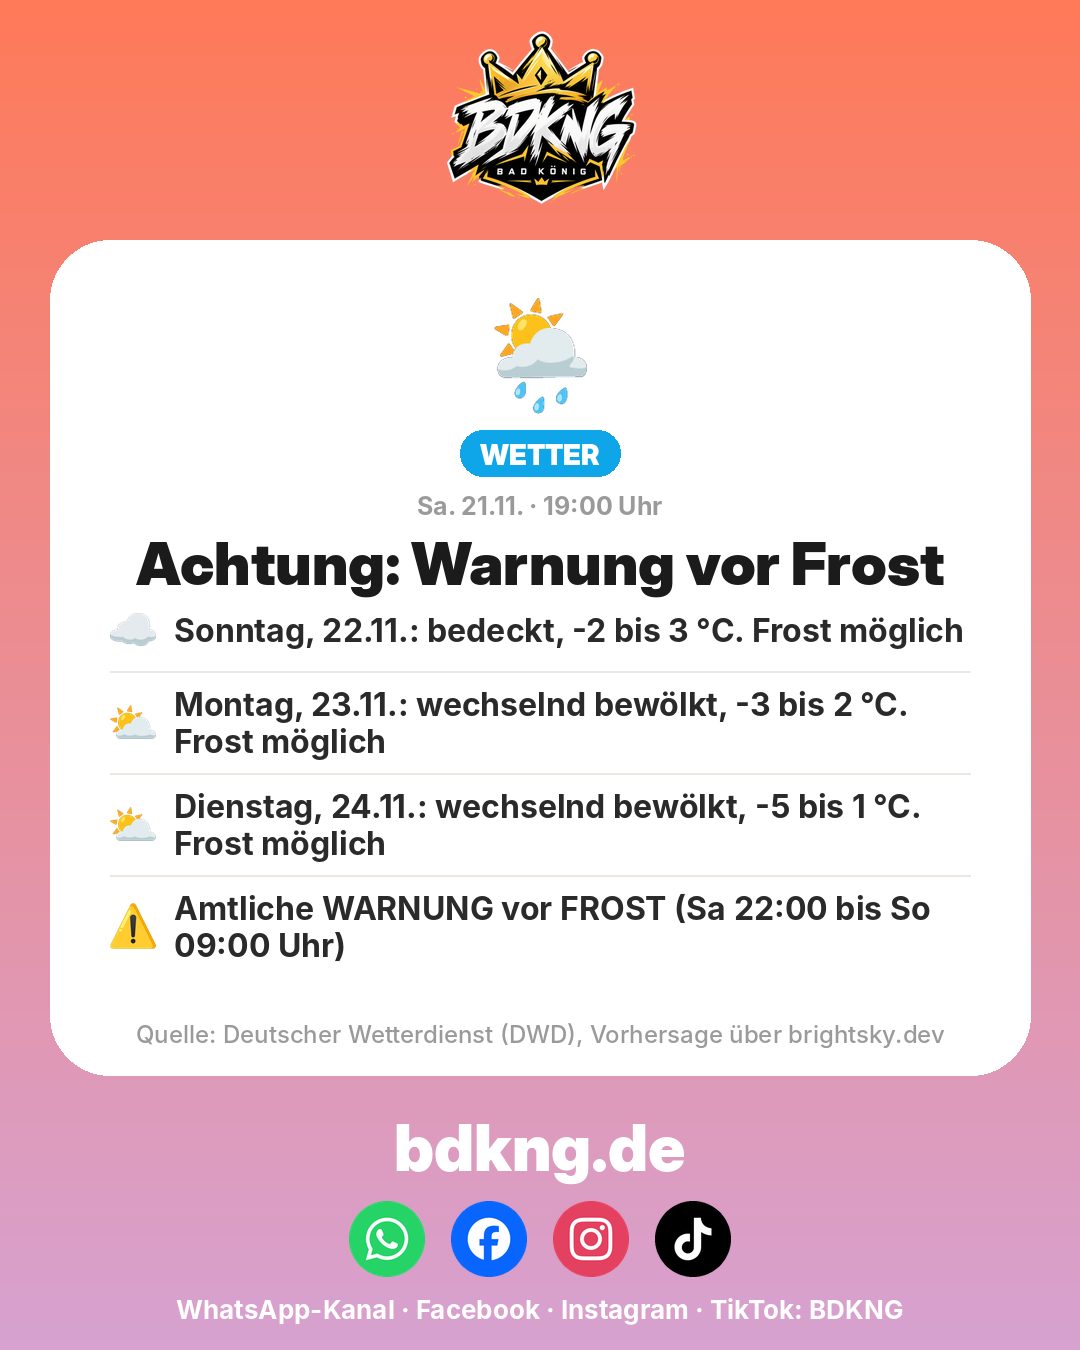 BDKNG
BAD KÖNIG
WETTER
Sa. 21.11. · 19:00 Uhr
Achtung: Warnung vor Frost
Sonntag, 22.11.: bedeckt, -2 bis 3 °C. Frost möglich
Montag, 23.11.: wechselnd bewölkt, -3 bis 2 °C.
Frost möglich
Dienstag, 24.11.: wechselnd bewölkt, -5 bis 1 °C.
Frost möglich
Amtliche WARNUNG vor FROST (Sa 22:00 bis So
09:00 Uhr)
Quelle: Deutscher Wetterdienst (DWD), Vorhersage über brightsky.dev
bdkng.de
WhatsApp-Kanal · Facebook · Instagram · TikTok: BDKNG